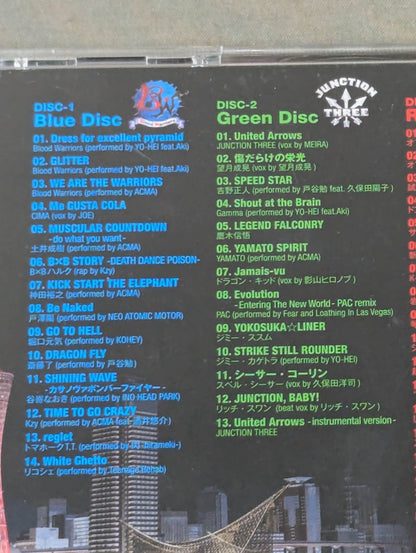 DISC-1
Blue Disc
01. Dress for excellent pyramid
Blood Warriors (performed by YO-HEI feat.Aki)
02. GLITTER
Blood Warriors (performed by YO-HEI feat.Aki)
03. WE ARE THE WARRIORS
Blood Warriors (performed by ACMA)
04. Me GUSTA COLA
CIMA (vox by JOE)
05. MUSCULAR COUNTDOWN
-do what you want-
土井成樹 (performed by ACMA)
06. B×B STORY -DEATH DANCE POISON-
B×B ハルク (rap by Kzy)
07. KICK START THE ELEPHANT
神田裕之 (performed by ACMA)
08. Be Naked
戸澤陽 (performed by NEO ATOMIC MOTOR)
09. GO TO HELL
堀口元気 (performed by KOHEY)
10. DRAGON FLY
斎藤了 (performed by 戸谷勉)
11. SHINING WAVE
-カサノヴァボンバーファイヤー-
谷嵜なおき (performed by INO HEAD PARK)
12. TIME TO GO CRAZY
Kzy (performed by ACMA feat.
13. reglet
トマホークT.T. (performed by
14. White Ghetto
リコシェ (performed by Teenage Rehab)
JUNCTION
THREE
DISC-2
Green Disc
01. United Arrows
JUNCTION THREE (vox by MEIRA)
02. 傷だらけの栄光
望月成晃 (vox by 望月成晃 )
03. SPEED STAR
吉野正人 (performed by 戸谷勉 feat. 久保田陽子)
04. Shout at the Brain
Gamma (performed by YO-HEI feat.Aki)
05. LEGEND FALCONRY
鷹木信悟
06. YAMATO SPIRIT
YAMATO (performed by ACMA)
07. Jamais-vu
ドラゴン・キッド (vox by 影山ヒロノブ)
08. Evolution
-Entering The New World- PAC remix
PAC (performed by Fear and Loathing In Las Vegas)
09. YOKOSUKA☆LINER
ジミー・ススム
10. STRIKE STILL ROUNDER
ジミー・カゲトラ (performed by YO-HEI)
11. シーサー・コーリン
スペル・シーサー (vox by 久保田洋司 )
12. JUNCTION, BABY!
リッチ・スワン (beat vox by リッチ・スワン )
13. United Arrows -instrumental version-
JUNCTION THREE